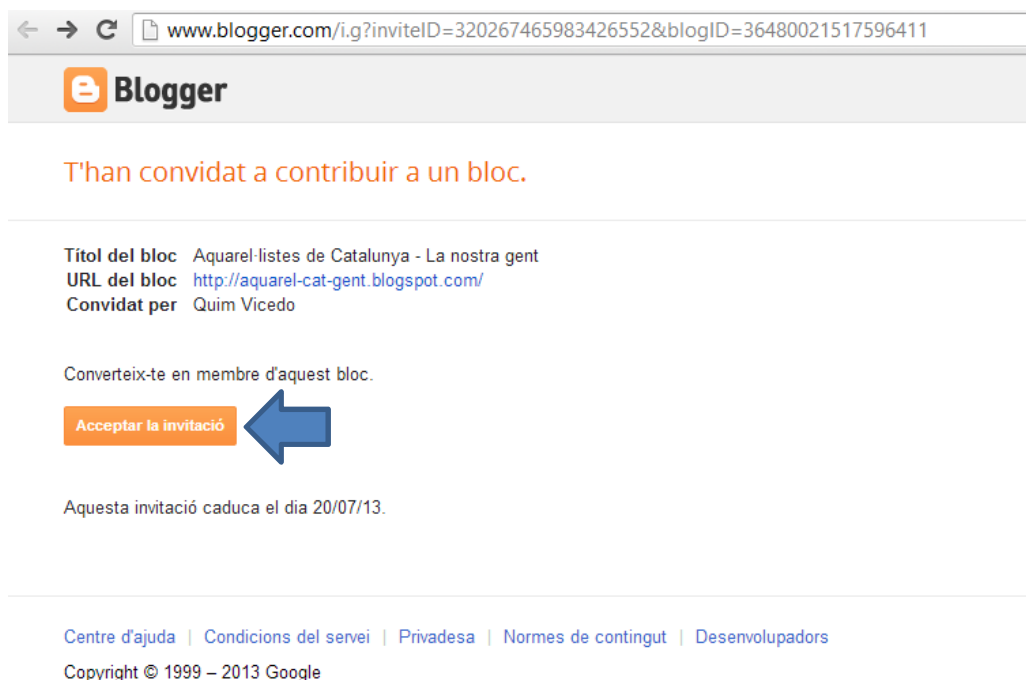 www.blogger.com/i.g?inviteID=320267465983426552&blogID=36480021517596411
Blogger
T'han convidat a contribuir a un bloc.
Títol del bloc Aquarel·listes de Catalunya - La nostra gent
URL del bloc http://aquarel-cat-gent.blogspot.com/
Convidat per Quim Vicedo
Converteix-te en membre d'aquest bloc.
Acceptar la invitació
Aquesta invitació caduca el dia 20/07/13.
Centre d'ajuda | Condicions del servei | Privadesa | Normes de contingut | Desenvolupadors
Copyright © 1999 – 2013 Google